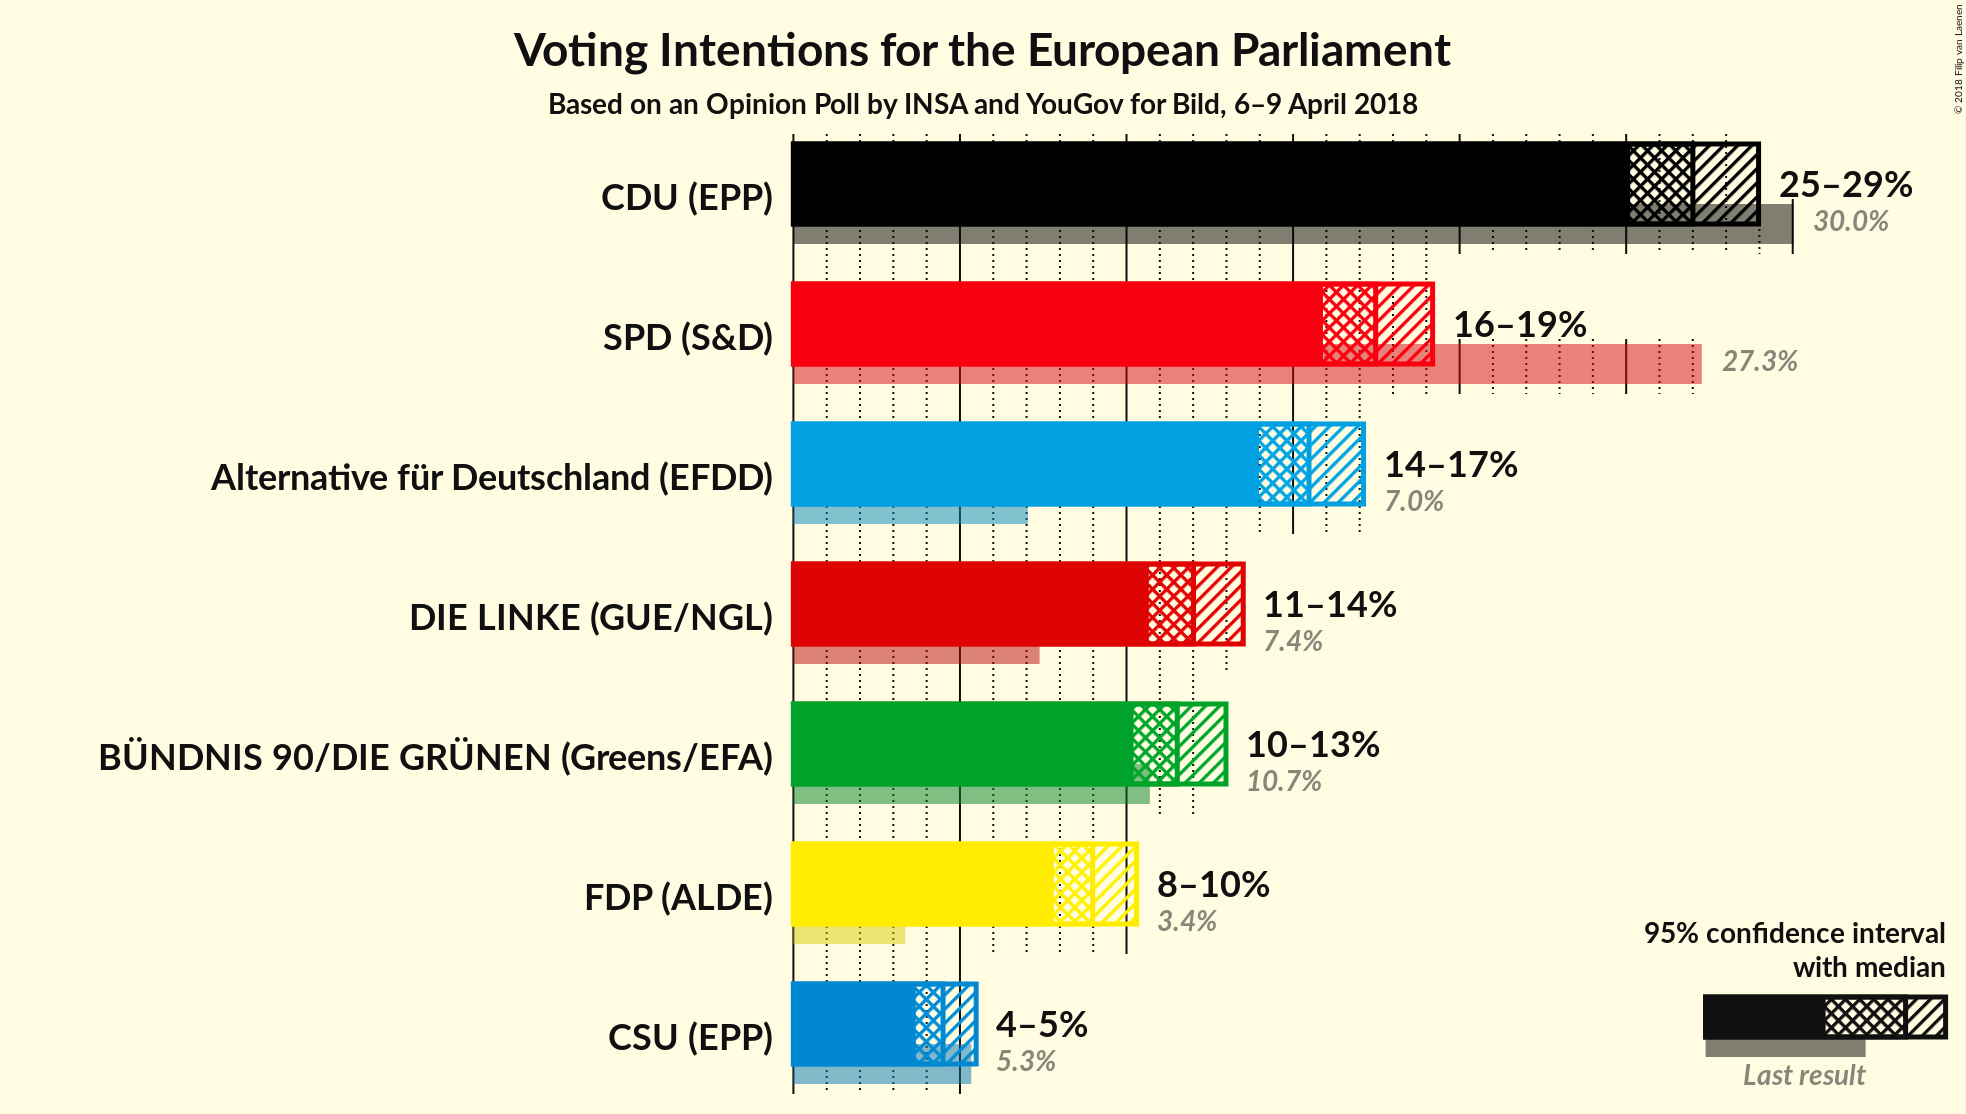 Voting Intentions for the European Parliament
Based on an Opinion Poll by INSA and YouGov for Bild, 6–9 April 2018
© 2018 Filip van Laenen
CDU (EPP)
25–29%
30.0%
SPD (S&D)
16–19%
27.3%
Alternative für Deutschland (EFDD)
14–17%
7.0%
DIE LINKE (GUE/NGL)
11–14%
7.4%
BÜNDNIS 90/DIE GRÜNEN (Greens/EFA)
10–13%
10.7%
FDP (ALDE)
8–10%
3.4%
CSU (EPP)
4–5%
5.3%
95% confidence interval
with median
Last result